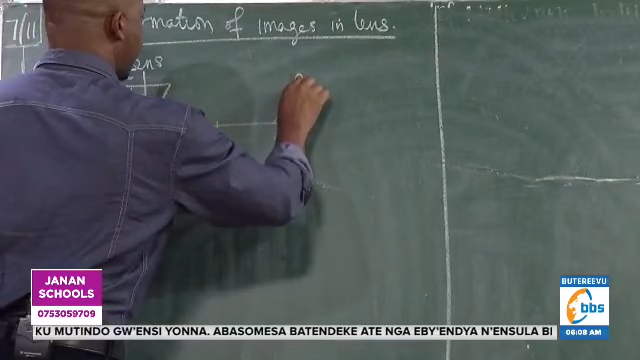 7/11 mation of images in lens.
ens
JANAN
SCHOOLS
0753059709
BUTEREEVU
bbs
06:08 AM
KU MUTINDO GW'ENSI YONNA. ABASOMESA BATENDEKE ATE NGA EBY'ENDYA N'ENSULA BI